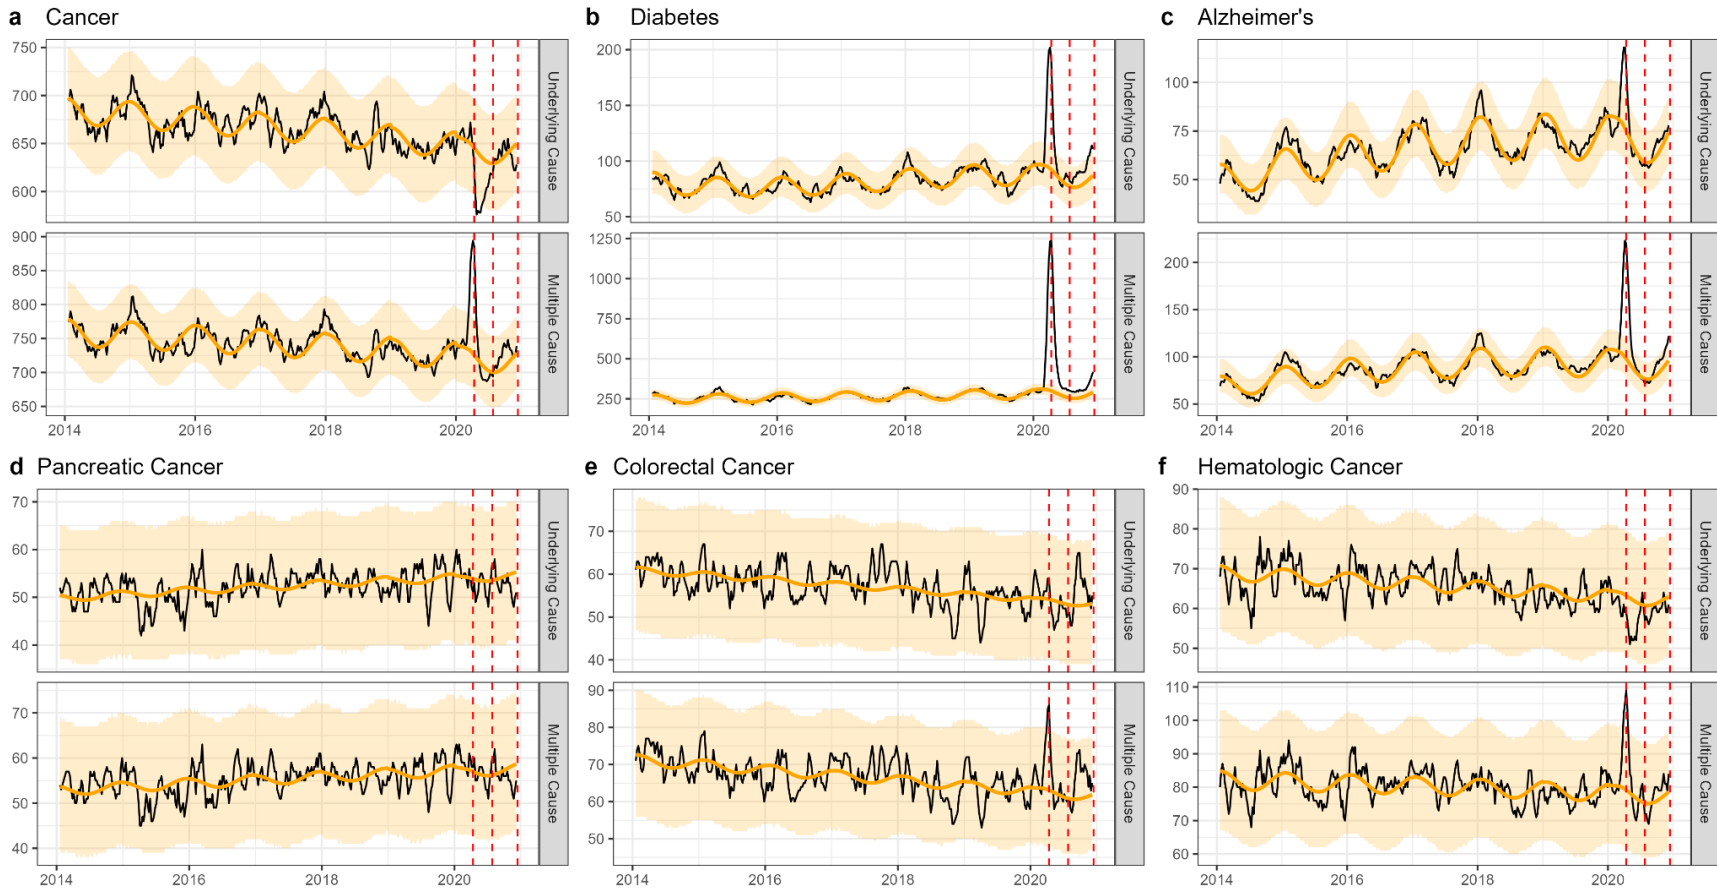 a Cancer
750
700
650
600
Underlying Cause
900
850
800
750
700
650
Multiple Cause
2014 2016 2018 2020
b Diabetes
200
150
100
50
Underlying Cause
1250
1000
750
500
250
Multiple Cause
2014 2016 2018 2020
c Alzheimer's
100
75
50
Underlying Cause
200
150
100
50
Multiple Cause
2014 2016 2018 2020
d Pancreatic Cancer
70
60
50
40
Underlying Cause
70
60
50
40
Multiple Cause
2014 2016 2018 2020
e Colorectal Cancer
70
60
50
40
Underlying Cause
90
80
70
60
50
Multiple Cause
2014 2016 2018 2020
f Hematologic Cancer
90
80
70
60
50
Underlying Cause
110
100
90
80
70
60
Multiple Cause
2014 2016 2018 2020